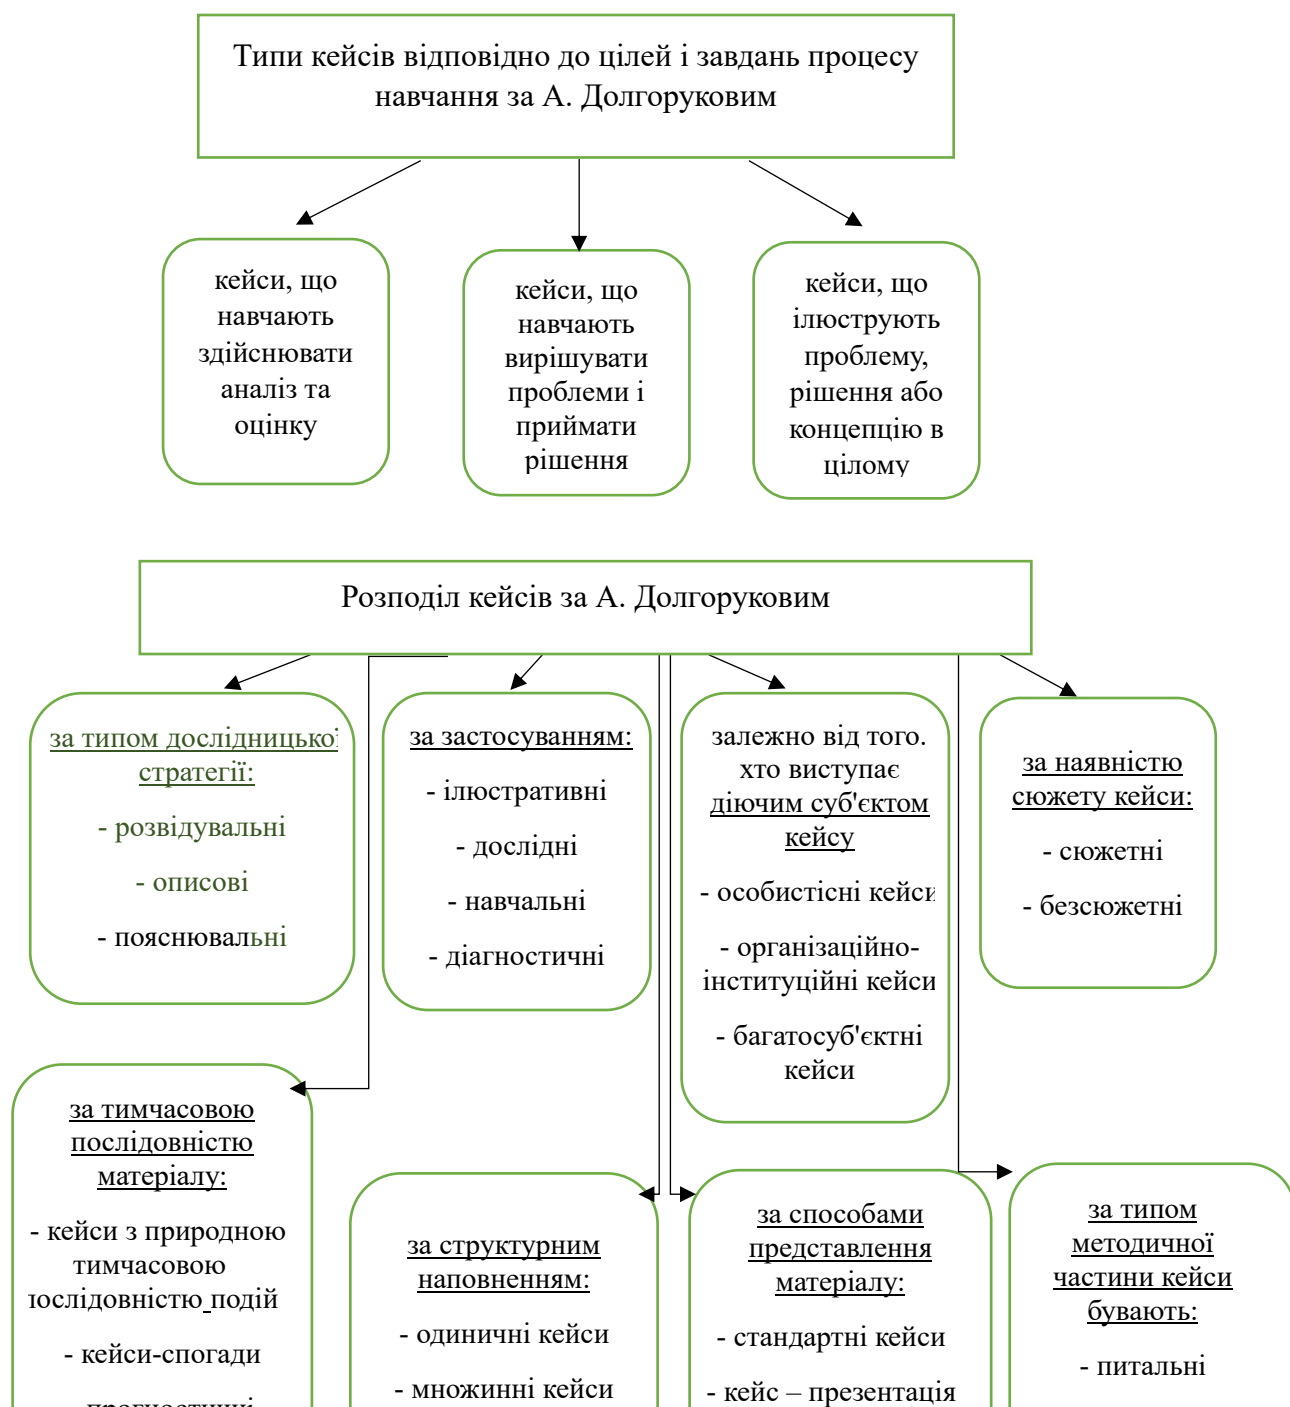 Типи кейсів відповідно до цілей і завдань процесу
навчання за А. Долгоруковим
кейси, що
навчають
здійснювати
аналіз та
оцінку
кейси, що
навчають
вирішувати
проблеми і
приймати
рішення
кейси, що
ілюструють
проблему,
рішення або
концепцію в
цілому
Розподіл кейсів за А. Долгоруковим
за типом дослідницької
стратегії:
- розвідувальні
- описові
- пояснювальні
за застосуванням:
- ілюстративні
- дослідні
- навчальні
- діагностичні
залежно від того.
хто виступає
діючим суб'єктом
кейсу
- особистісні кейси
- організаційно-
інституційні кейси
- багатосуб'єктні
кейси
за наявністю
сюжету кейси:
- сюжетні
- безсюжетні
за тимчасовою
послідовністю
матеріалу:
- кейси з природною
тимчасовою
послідовністю подій
- кейси-спогади
за структурним
наповненням:
- одиничні кейси
- множинні кейси
за способами
представлення
матеріалу:
- стандартні кейси
- кейс – презентація
за типом
методичної
частини кейси
бувають:
- питальні